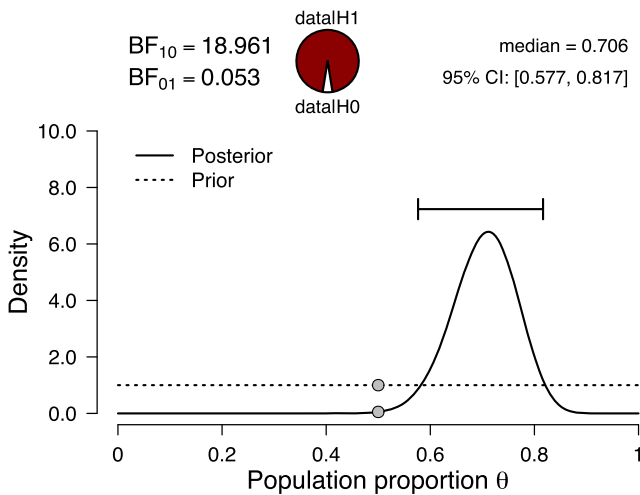 data|H1
BF₁₀ = 18.961
BF₀₁ = 0.053
data|H0
median = 0.706
95% CI: [0.577, 0.817]
Posterior
Prior
Density
10.0
8.0
6.0
4.0
2.0
0.0
0
0.2
0.4
0.6
0.8
1
Population proportion θ